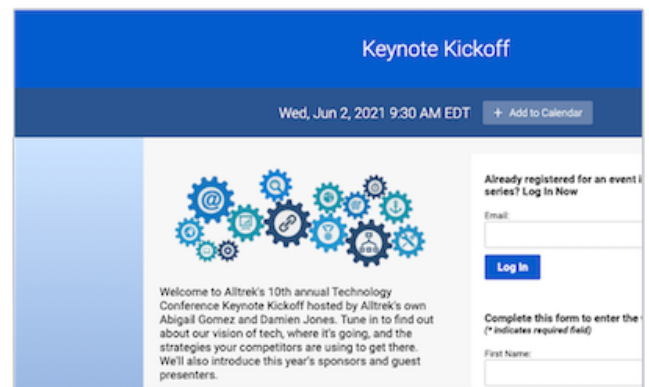 Keynote Kickoff
Wed, Jun 2, 2021 9:30 AM EDT
+ Add to Calendar
Welcome to Alltrek's 10th annual Technology
Conference Keynote Kickoff hosted by Alltrek's own
Abigail Gomez and Damien Jones. Tune in to find out
about our vision of tech, where it's going, and the
strategies your competitors are using to get there.
We'll also introduce this year's sponsors and guest
presenters.
Already registered for an event i
series? Log In Now
Email:
Log In
Complete this form to enter the
(* indicates required field)
First Name: